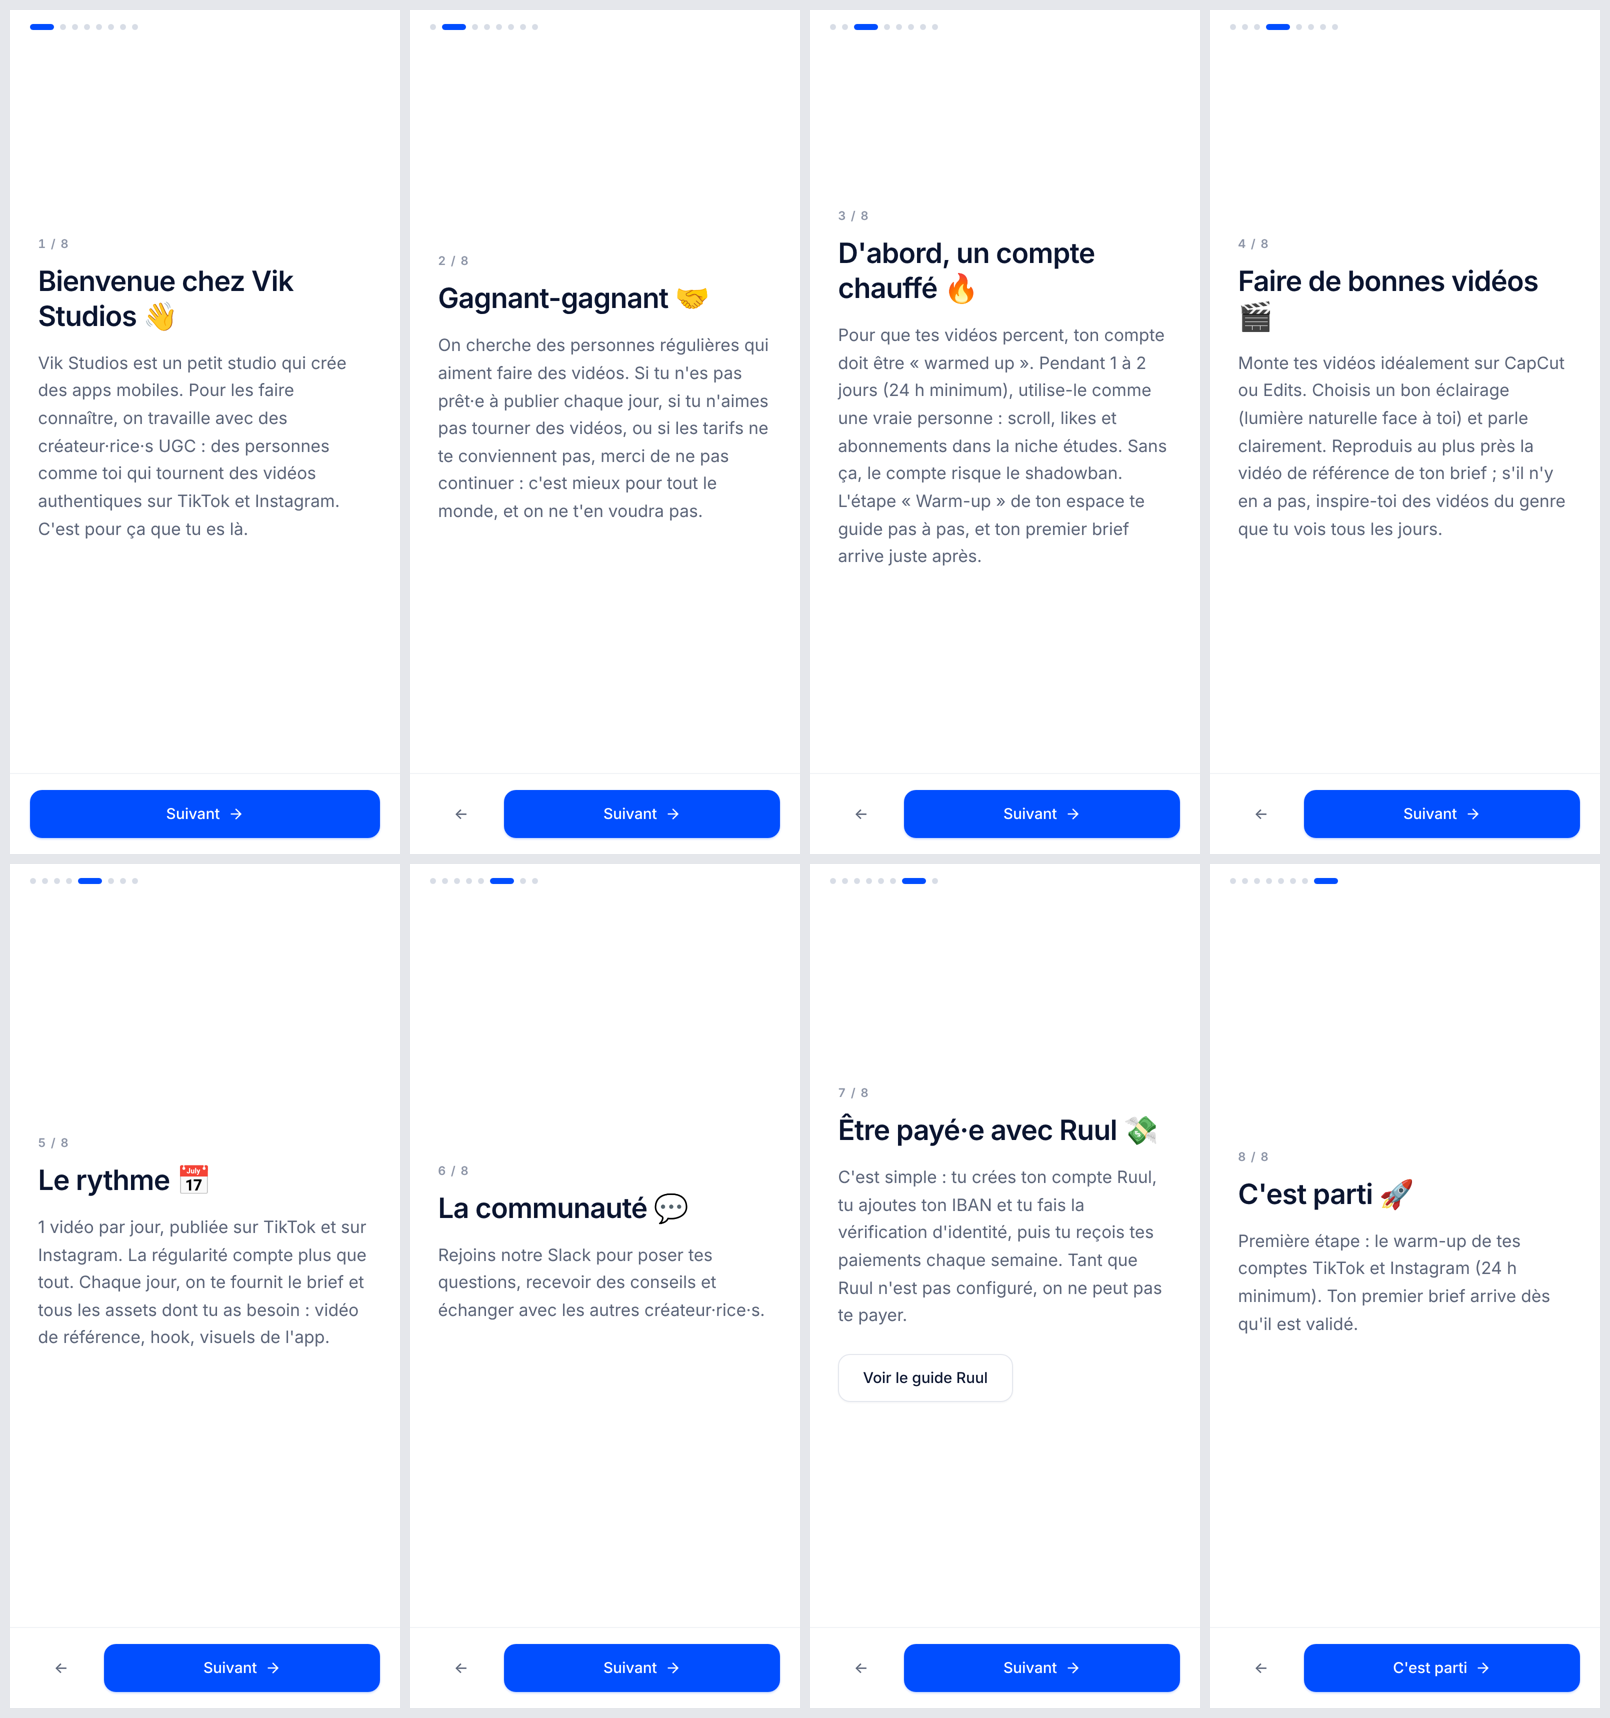 1 / 8
Bienvenue chez Vik
Studios 👋
Vik Studios est un petit studio qui crée
des apps mobiles. Pour les faire
connaître, on travaille avec des
créateur·rice·s UGC : des personnes
comme toi qui tournent des vidéos
authentiques sur TikTok et Instagram.
C'est pour ça que tu es là.
Suivant →
2 / 8
Gagnant-gagnant 🤝
On cherche des personnes régulières qui
aiment faire des vidéos. Si tu n'es pas
prêt·e à publier chaque jour, si tu n'aimes
pas tourner des vidéos, ou si les tarifs ne
te conviennent pas, merci de ne pas
continuer : c'est mieux pour tout le
monde, et on ne t'en voudra pas.
← Suivant →
3 / 8
D'abord, un compte
chauffé 🔥
Pour que tes vidéos percent, ton compte
doit être « warmed up ». Pendant 1 à 2
jours (24 h minimum), utilise-le comme
une vraie personne : scroll, likes et
abonnements dans la niche études. Sans
ça, le compte risque le shadowban.
L'étape « Warm-up » de ton espace te
guide pas à pas, et ton premier brief
arrive juste après.
← Suivant →
4 / 8
Faire de bonnes vidéos
🎬
Monte tes vidéos idéalement sur CapCut
ou Edits. Choisis un bon éclairage
(lumière naturelle face à toi) et parle
clairement. Reproduis au plus près la
vidéo de référence de ton brief ; s'il n'y
en a pas, inspire-toi des vidéos du genre
que tu vois tous les jours.
← Suivant →
5 / 8
Le rythme 📅
1 vidéo par jour, publiée sur TikTok et sur
Instagram. La régularité compte plus que
tout. Chaque jour, on te fournit le brief et
tous les assets dont tu as besoin : vidéo
de référence, hook, visuels de l'app.
← Suivant →
6 / 8
La communauté 💬
Rejoins notre Slack pour poser tes
questions, recevoir des conseils et
échanger avec les autres créateur·rice·s.
← Suivant →
7 / 8
Être payé·e avec Ruul 💸
C'est simple : tu crées ton compte Ruul,
tu ajoutes ton IBAN et tu fais la
vérification d'identité, puis tu reçois tes
paiements chaque semaine. Tant que
Ruul n'est pas configuré, on ne peut pas
te payer.
Voir le guide Ruul
← Suivant →
8 / 8
C'est parti 🚀
Première étape : le warm-up de tes
comptes TikTok et Instagram (24 h
minimum). Ton premier brief arrive dès
qu'il est validé.
← C'est parti →